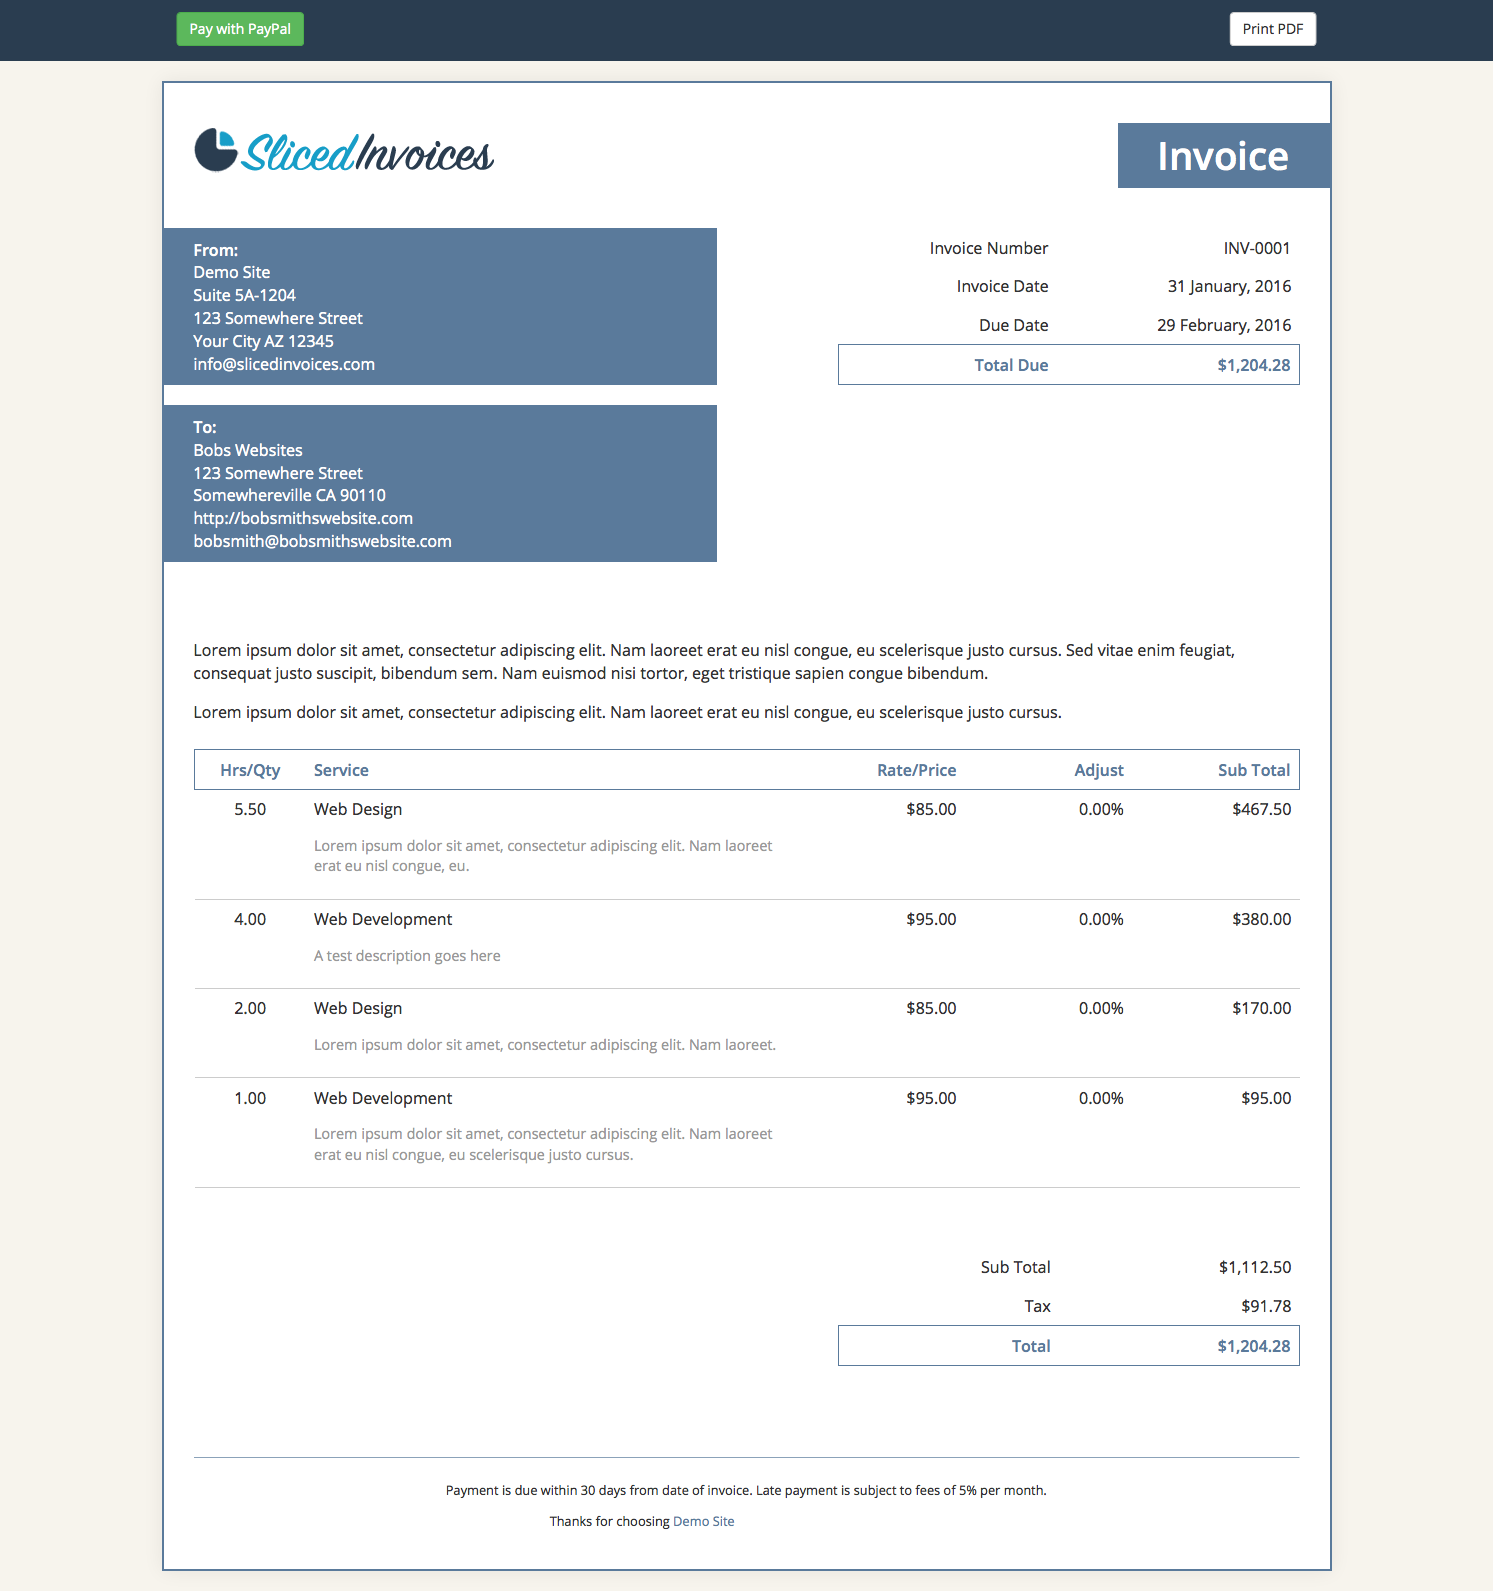 Pay with PayPal
Print PDF
SlicedInvoices
Invoice
From:
Demo Site
Suite 5A-1204
123 Somewhere Street
Your City AZ 12345
info@slicedinvoices.com
Invoice Number INV-0001
Invoice Date 31 January, 2016
Due Date 29 February, 2016
Total Due $1,204.28
To:
Bobs Websites
123 Somewhere Street
Somewhereville CA 90110
http://bobsmithswebsite.com
bobsmith@bobsmithswebsite.com
Lorem ipsum dolor sit amet, consectetur adipiscing elit. Nam laoreet erat eu nisl congue, eu scelerisque justo cursus. Sed vitae enim feugiat,
consequat justo suscipit, bibendum sem. Nam euismod nisi tortor, eget tristique sapien congue bibendum.
Lorem ipsum dolor sit amet, consectetur adipiscing elit. Nam laoreet erat eu nisl congue, eu scelerisque justo cursus.
Hrs/Qty Service Rate/Price Adjust Sub Total
5.50 Web Design $85.00 0.00% $467.50
Lorem ipsum dolor sit amet, consectetur adipiscing elit. Nam laoreet
erat eu nisl congue, eu.
4.00 Web Development $95.00 0.00% $380.00
A test description goes here
2.00 Web Design $85.00 0.00% $170.00
Lorem ipsum dolor sit amet, consectetur adipiscing elit. Nam laoreet.
1.00 Web Development $95.00 0.00% $95.00
Lorem ipsum dolor sit amet, consectetur adipiscing elit. Nam laoreet
erat eu nisl congue, eu scelerisque justo cursus.
Sub Total $1,112.50
Tax $91.78
Total $1,204.28
Payment is due within 30 days from date of invoice. Late payment is subject to fees of 5% per month.
Thanks for choosing Demo Site